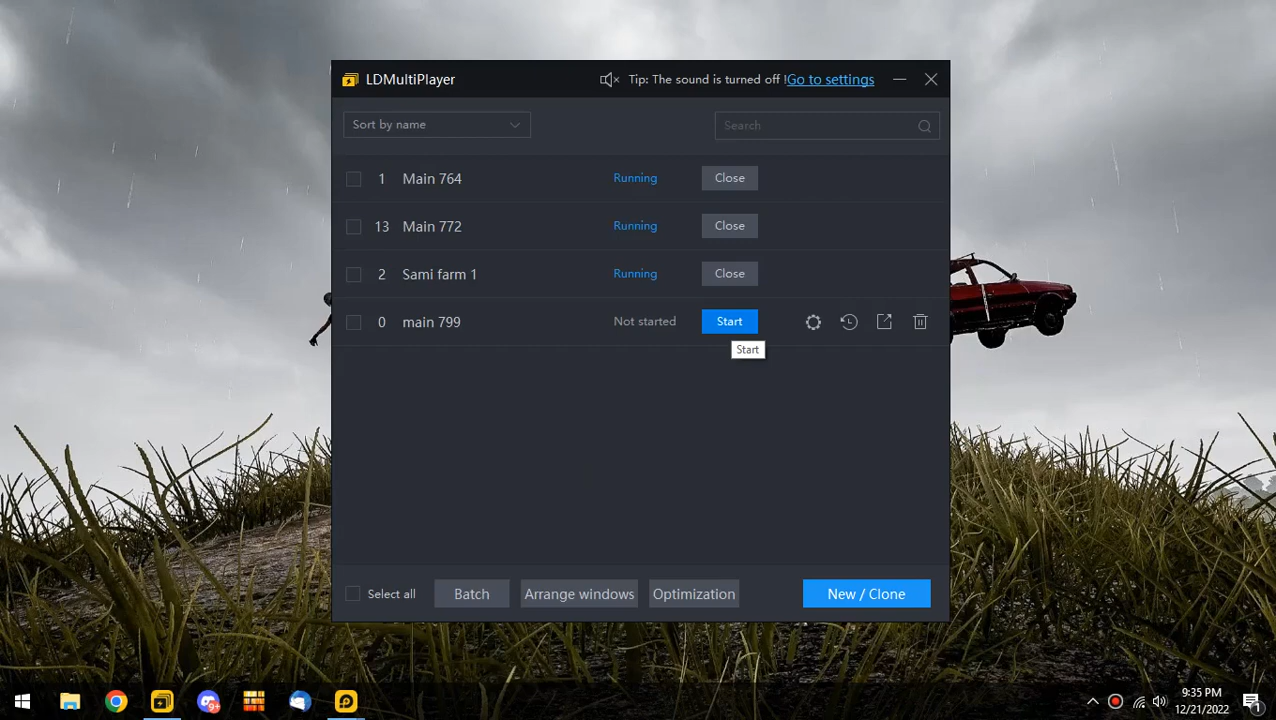 LDMultiPlayer
Tip: The sound is turned off !Go to settings
Sort by name
Search
1 Main 764 Running Close
13 Main 772 Running Close
2 Sami farm 1 Running Close
0 main 799 Not started Start
Start
Select all Batch Arrange windows Optimization New / Clone
9+
9:35 PM
12/21/2022
1